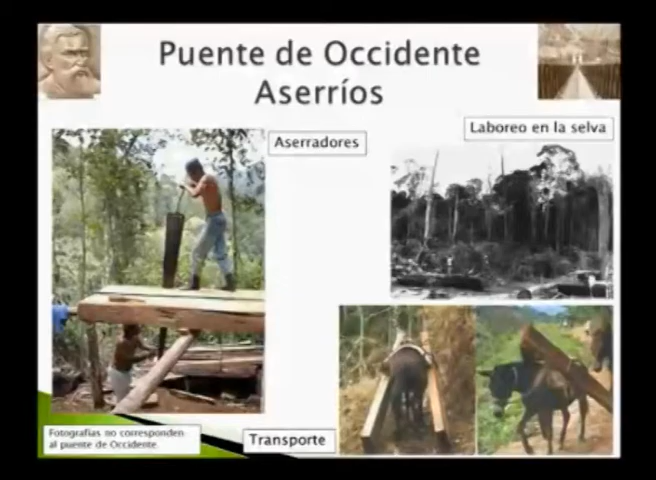 Puente de Occidente
Aserríos
Aserradores
Laboreo en la selva
Transporte
Fotografías no corresponden
al puente de Occidente